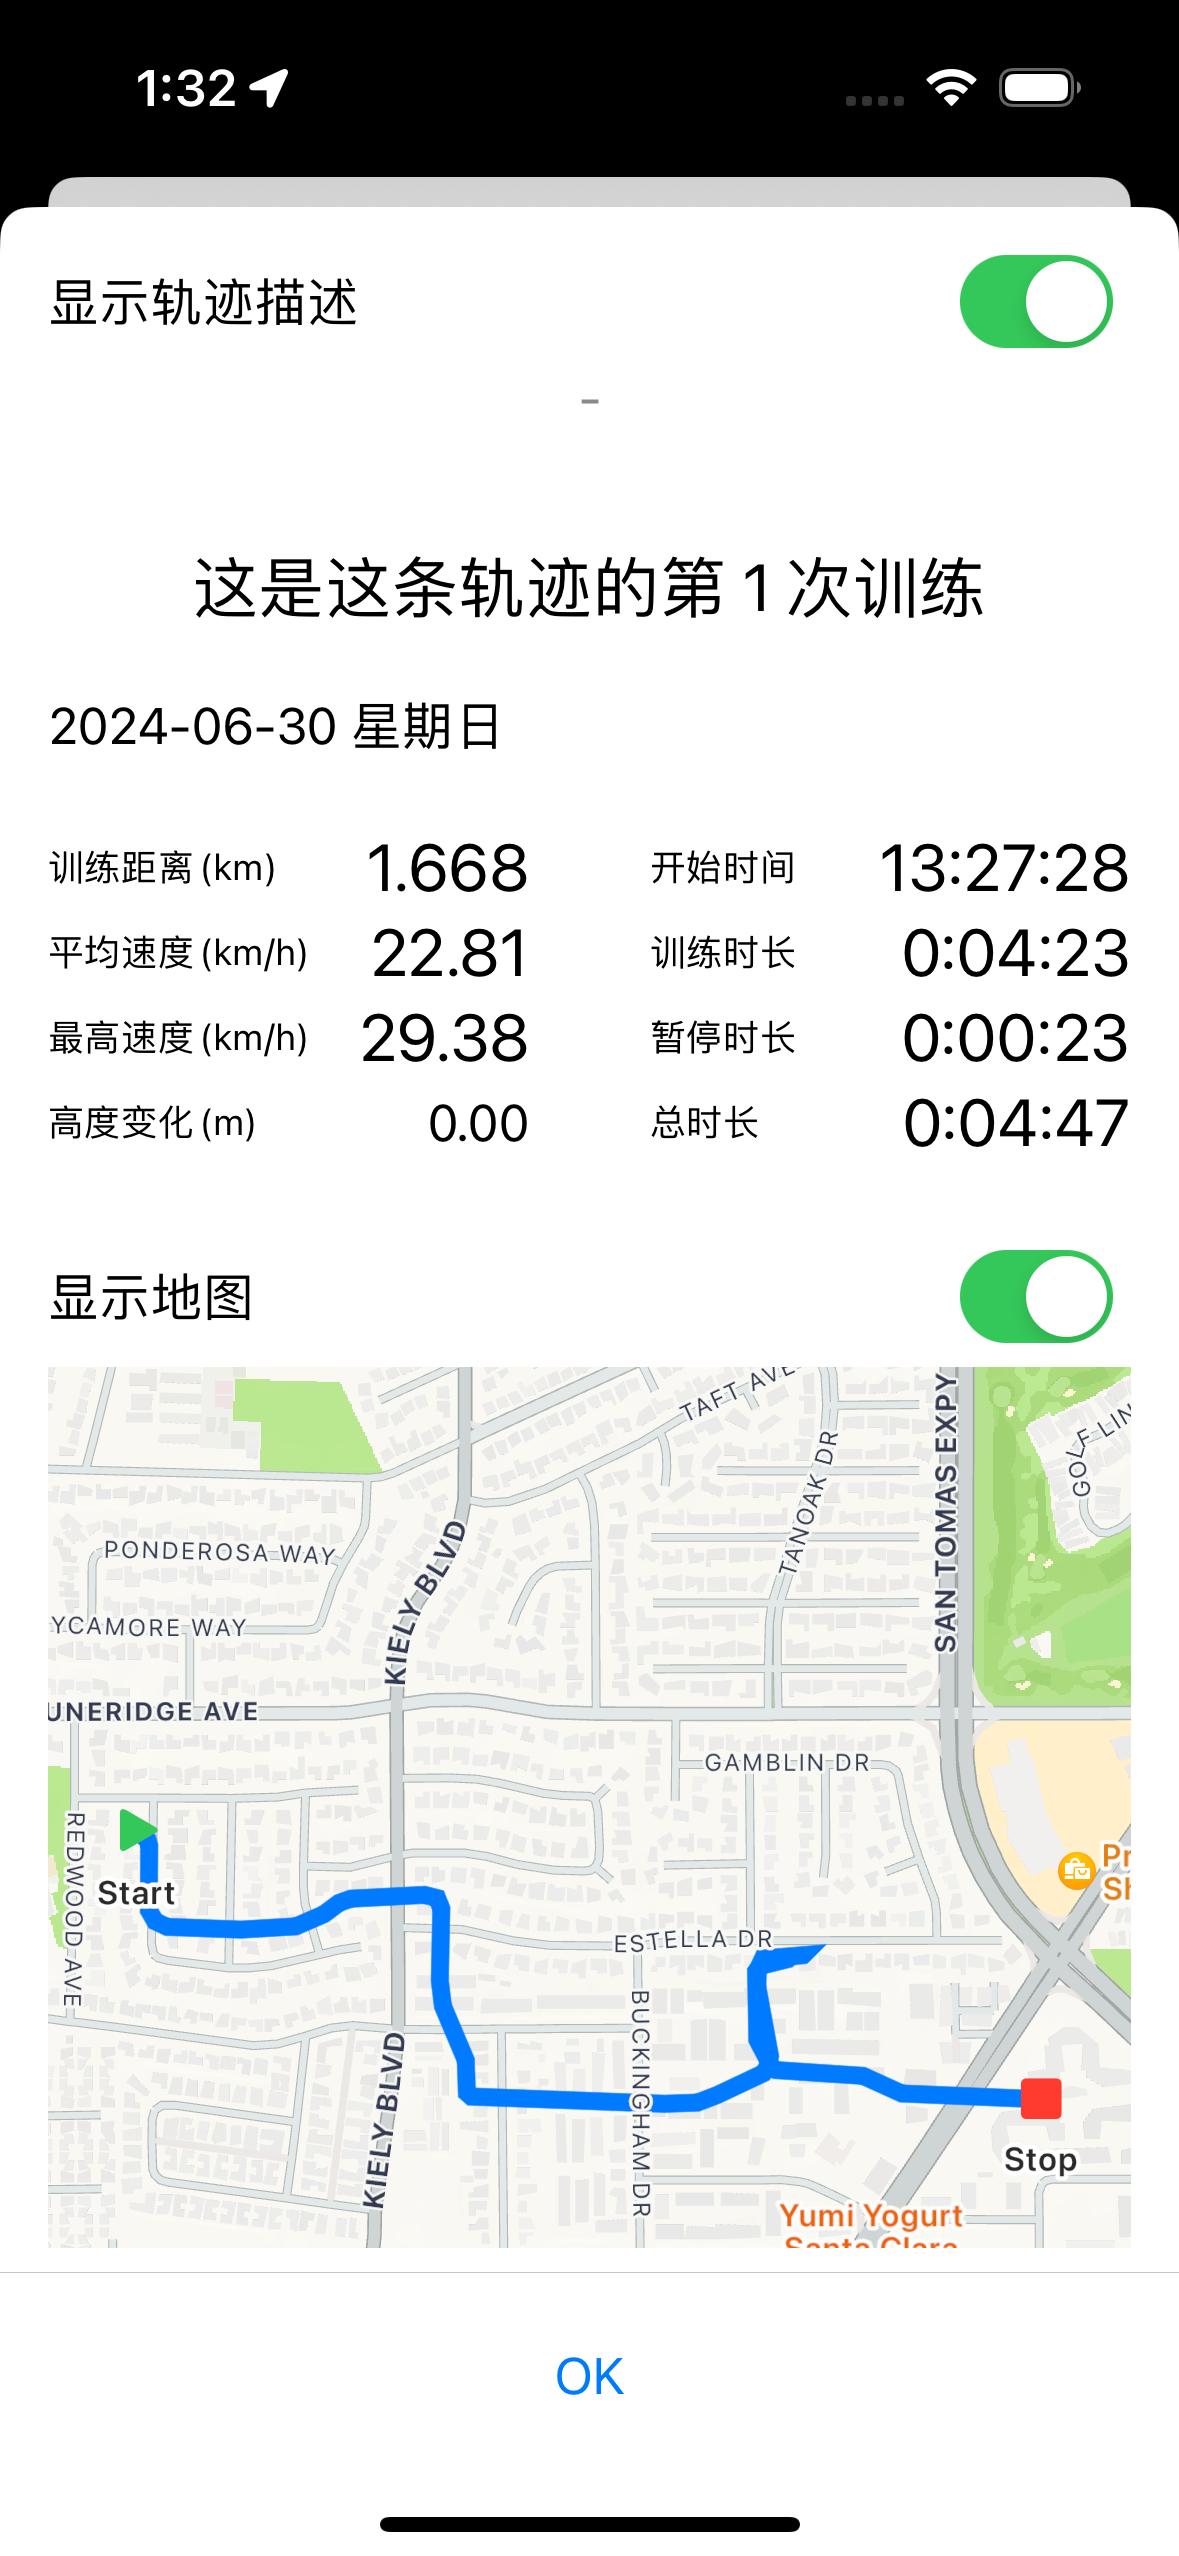 1:32
显示轨迹描述
-
这是这条轨迹的第 1 次训练
2024-06-30 星期日
训练距离 (km) 1.668 开始时间 13:27:28
平均速度 (km/h) 22.81 训练时长 0:04:23
最高速度 (km/h) 29.38 暂停时长 0:00:23
高度变化 (m) 0.00 总时长 0:04:47
显示地图
TAFT AVE
SAN TOMAS EXPY
GOLF LIN
TANOAK DR
PONDEROSA WAY
KIELY BLVD
YCAMORE WAY
UNERIDGE AVE
GAMBLIN DR
REDWOOD AVE
Pr
Sh
Start
ESTELLA DR
BUCKINGHAM DR
KIELY BLVD
Stop
Yumi Yogurt
Santa Clara
OK